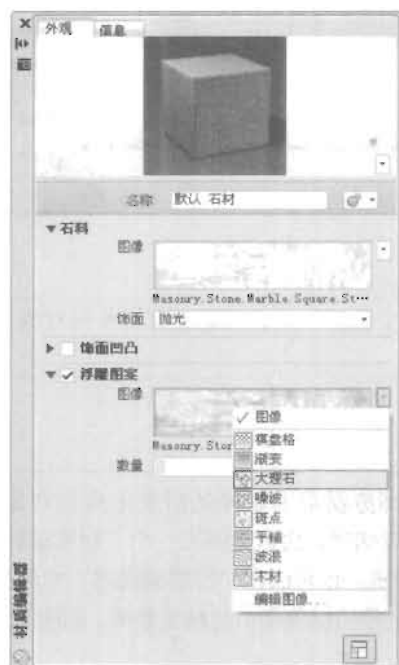 外观 信息
名称 默认 石材
石料
图像
Masonry.Stone.Marble.Square.St...
饰面 抛光
饰面凹凸
浮雕图案
图像
Masonry.Stor
数量
✓ 图像
棋盘格
渐变
大理石
噪波
斑点
平铺
波浪
木材
编辑图像...
材质编辑器